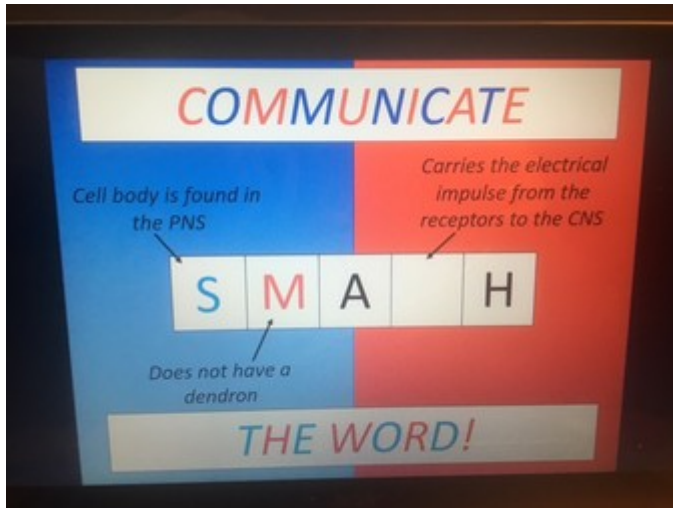 COMMUNICATE
Cell body is found in
the PNS
Carries the electrical
impulse from the
receptors to the CNS
S M A H
Does not have a
dendron
THE WORD!